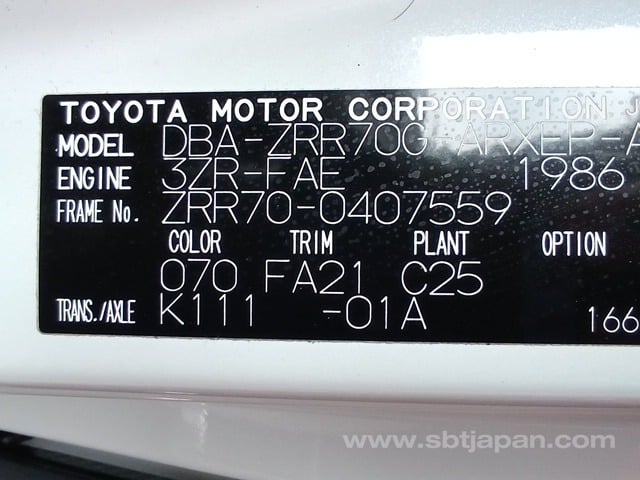 TOYOTA MOTOR CORPORATION J
MODEL DBA-ZRR70G-ARXEP-A
ENGINE 3ZR-FAE 1986
FRAME No. ZRR70-0407559
COLOR TRIM PLANT OPTION
070 FA21 C25
TRANS./AXLE K111 -01A 166
www.sbtjapan.com